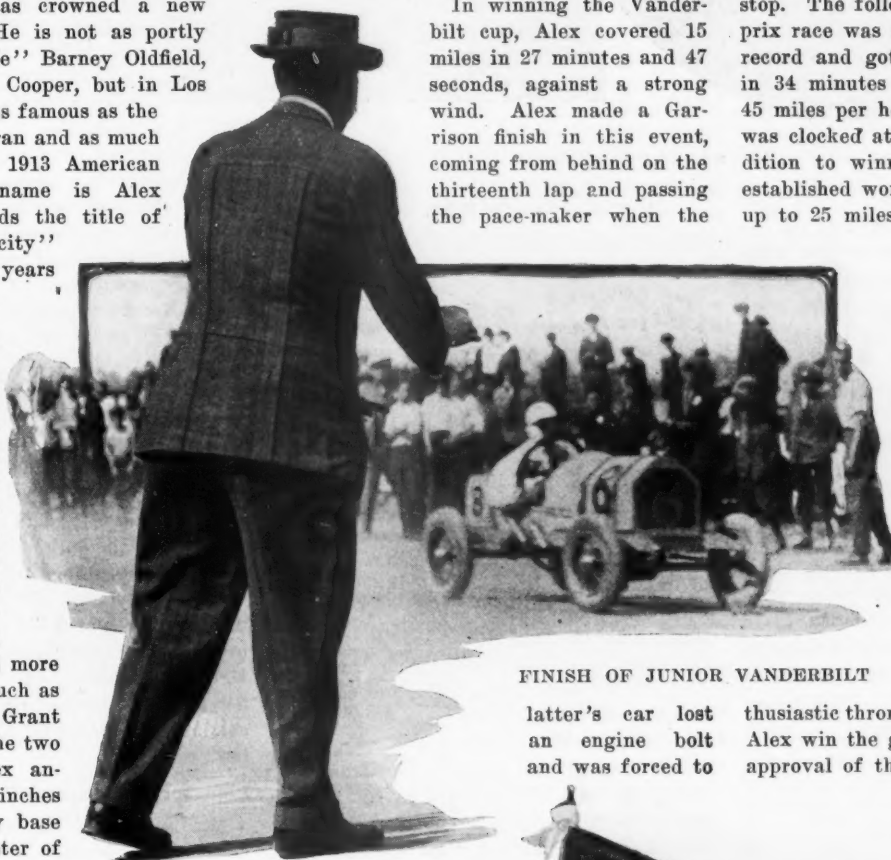 as crowned a new
He is not as portly
e'' Barney Oldfield,
Cooper, but in Los
s famous as the
ran and as much
1913 American
name is Alex
ds the title of
city''
years
more
uch as
Grant
ne two
ex an-
inches
base
ter of
In winning the Vander-
bilt cup, Alex covered 15
miles in 27 minutes and 47
seconds, against a strong
wind. Alex made a Gar-
rison finish in this event,
coming from behind on the
thirteenth lap and passing
the pace-maker when the
FINISH OF JUNIOR VANDERBILT
latter's car lost
an engine bolt
and was forced to
stop. The follo
prix race was
record and got
in 34 minutes
45 miles per h
was clocked at
dition to winn
established wo
up to 25 miles
thusiastic thron
Alex win the g
approval of th